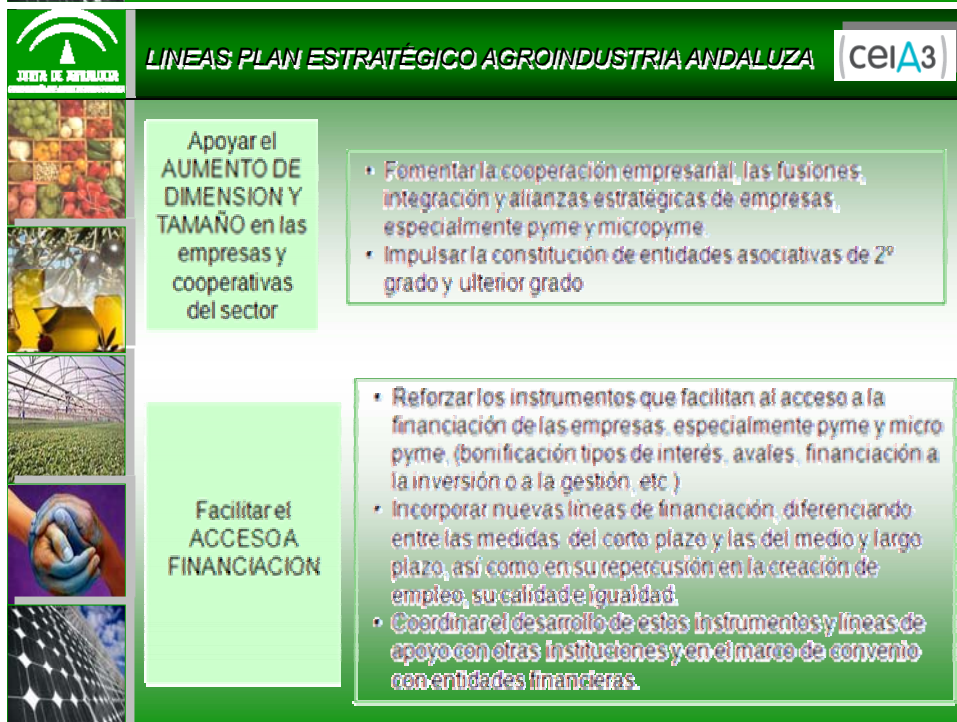 LINEAS PLAN ESTRATÉGICO AGROINDUSTRIA ANDALUZA
JUNTA DE ANDALUCIA
(ceiA3)
Apoyar el
AUMENTO DE
DIMENSION Y
TAMAÑO en las
empresas y
cooperativas
del sector
• Fomentar la cooperación empresarial, las fusiones,
integración y alianzas estratégicas de empresas,
especialmente pyme y micropyme.
• Impulsar la constitución de entidades asociativas de 2º
grado y ulterior grado
Facilitar el
ACCESO A
FINANCIACION
• Reforzar los instrumentos que facilitan al acceso a la
financiación de las empresas, especialmente pyme y micro
pyme, (bonificación tipos de interés, avales, financiación a
la inversión o a la gestión, etc.)
• Incorporar nuevas líneas de financiación, diferenciando
entre las medidas del corto plazo y las del medio y largo
plazo, así como en su repercusión en la creación de
empleo, su calidad e igualdad.
• Coordinar el desarrollo de estos instrumentos y líneas de
apoyo con otras instituciones y en el marco de convenio
con entidades financieras.